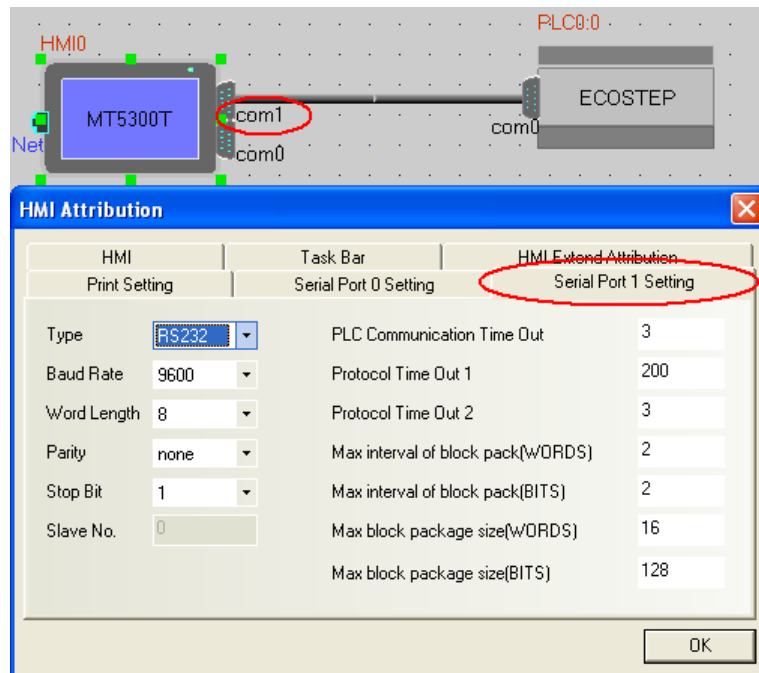 PLC0:0
HMI0
MT5300T
com1
ECOSTEP
com0
Net
com0
HMI Attribution
HMI
Task Bar
HMI Extend Attribution
Print Setting
Serial Port 0 Setting
Serial Port 1 Setting
Type RS232 PLC Communication Time Out 3
Baud Rate 9600 Protocol Time Out 1 200
Word Length 8 Protocol Time Out 2 3
Parity none Max interval of block pack(WORDS) 2
Stop Bit 1 Max interval of block pack(BITS) 2
Slave No. 0 Max block package size(WORDS) 16
Max block package size(BITS) 128
OK